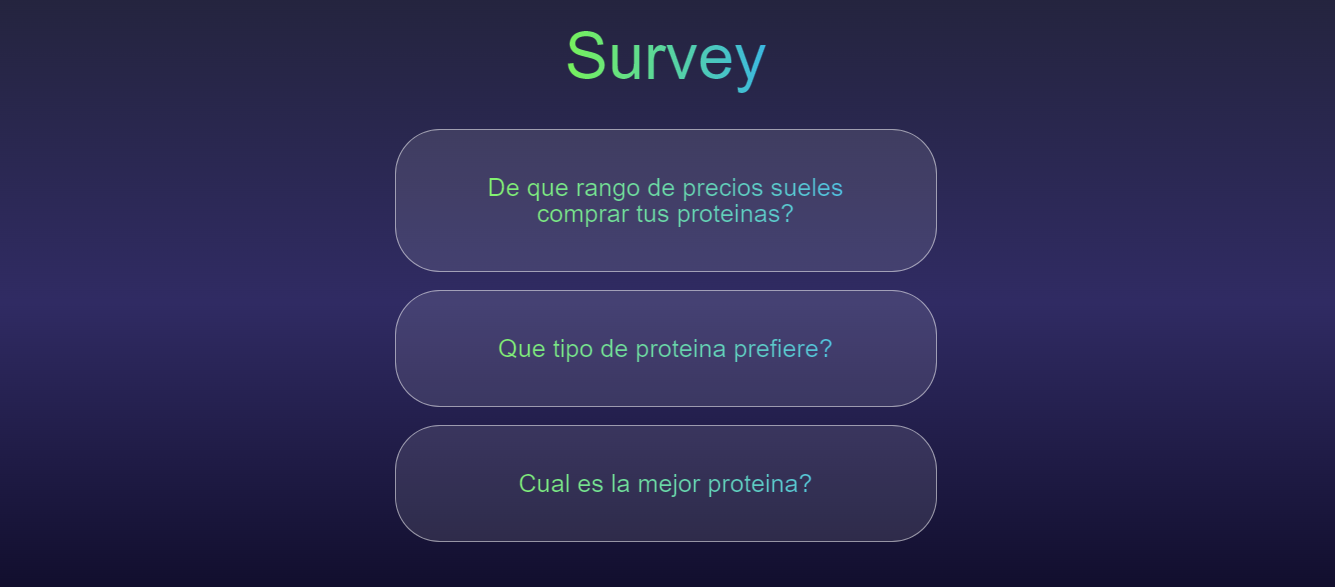 Survey
De que rango de precios sueles
comprar tus proteinas?
Que tipo de proteina prefiere?
Cual es la mejor proteina?